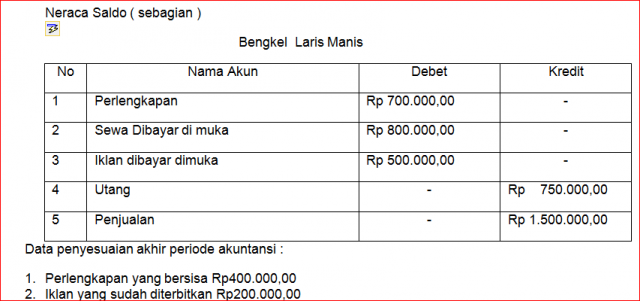 Neraca Saldo ( sebagian )
Bengkel Laris Manis
No Nama Akun Debet Kredit
1 Perlengkapan Rp 700.000,00 -
2 Sewa Dibayar di muka Rp 800.000,00 -
3 Iklan dibayar dimuka Rp 500.000,00 -
4 Utang - Rp 750.000,00
5 Penjualan - Rp 1.500.000,00
Data penyesuaian akhir periode akuntansi :
1. Perlengkapan yang bersisa Rp400.000,00
2. Iklan yang sudah diterbitkan Rp200.000,00